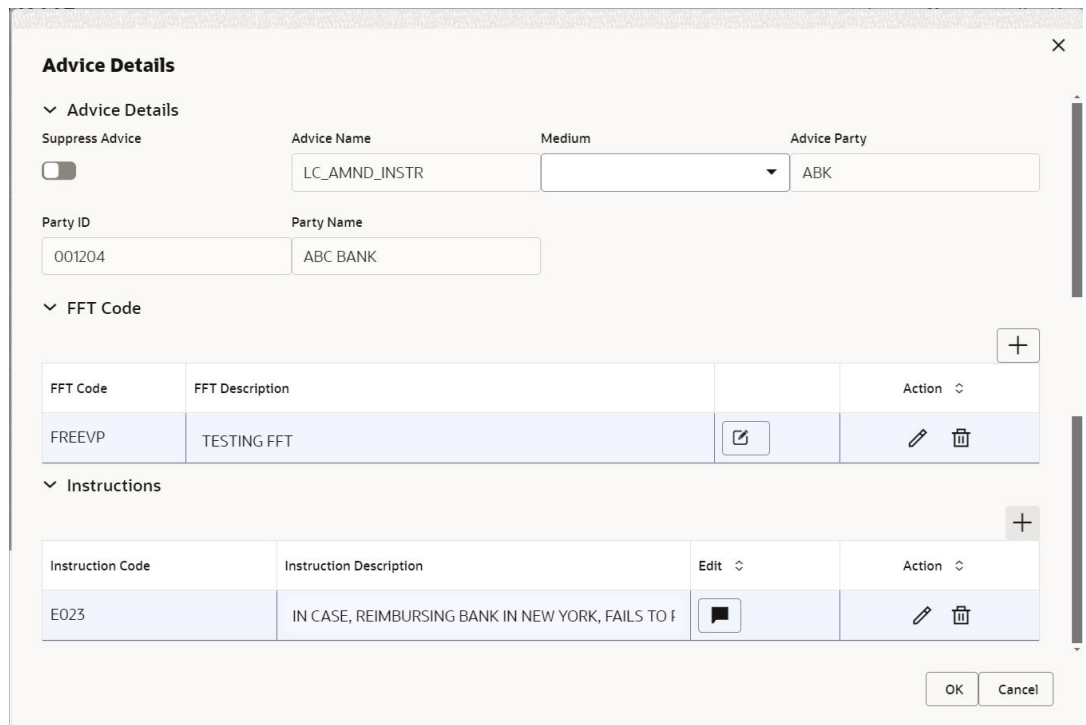 Advice Details
Advice Details
Suppress Advice Advice Name Medium Advice Party
LC_AMND_INSTR ABK
Party ID Party Name
001204 ABC BANK
FFT Code
FFT Code FFT Description Action
FREEVP TESTING FFT
Instructions
Instruction Code Instruction Description Edit Action
E023 IN CASE, REIMBURSING BANK IN NEW YORK, FAILS TO
OK Cancel